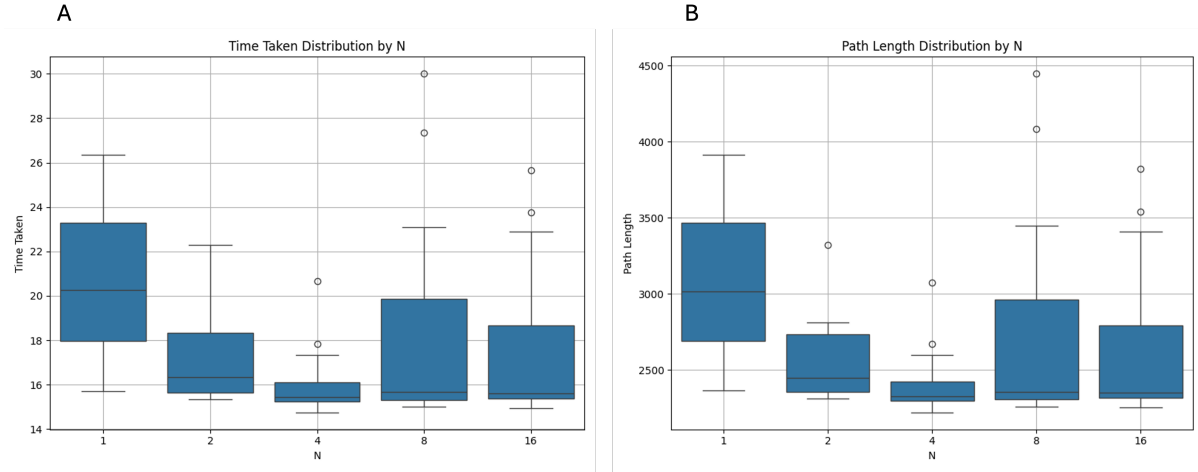 A
B
Time Taken Distribution by N
Time Taken
30
28
26
24
22
20
18
16
14
1 2 4 8 16
N
Path Length Distribution by N
Path Length
4500
4000
3500
3000
2500
1 2 4 8 16
N